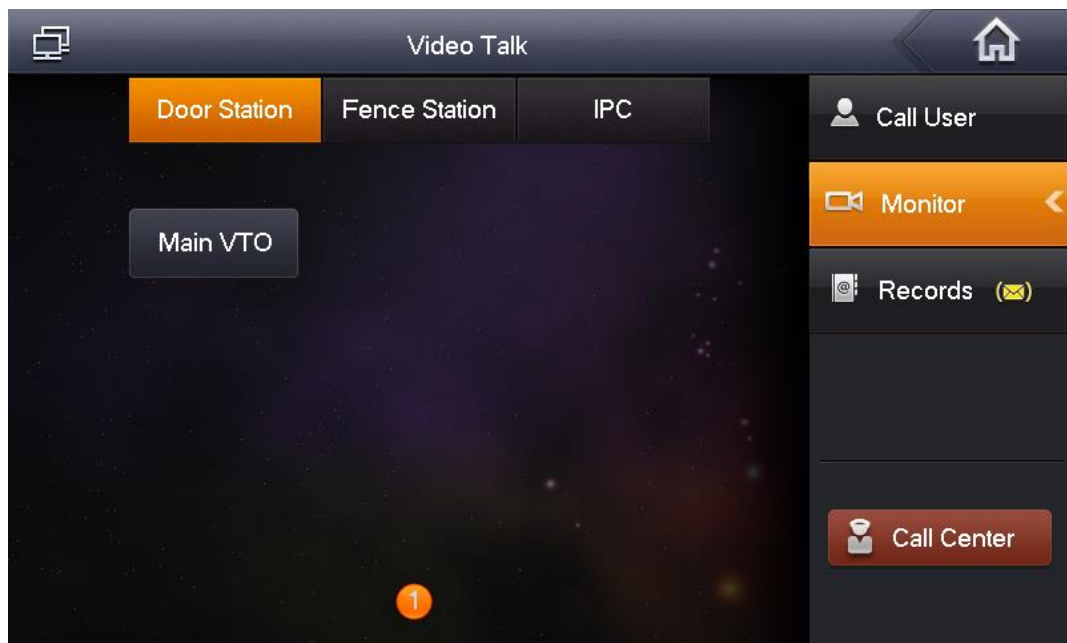 Video Talk
Door Station
Fence Station
IPC
Call User
Monitor
Main VTO
@
Records
1
Call Center